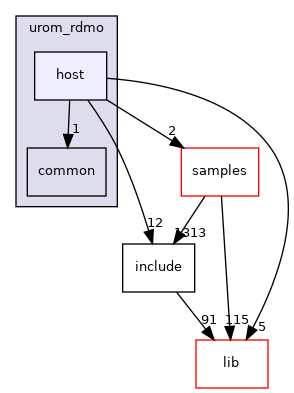 urom_rdmo
host
1
2
common
samples
12
1313
include
91
115
5
lib